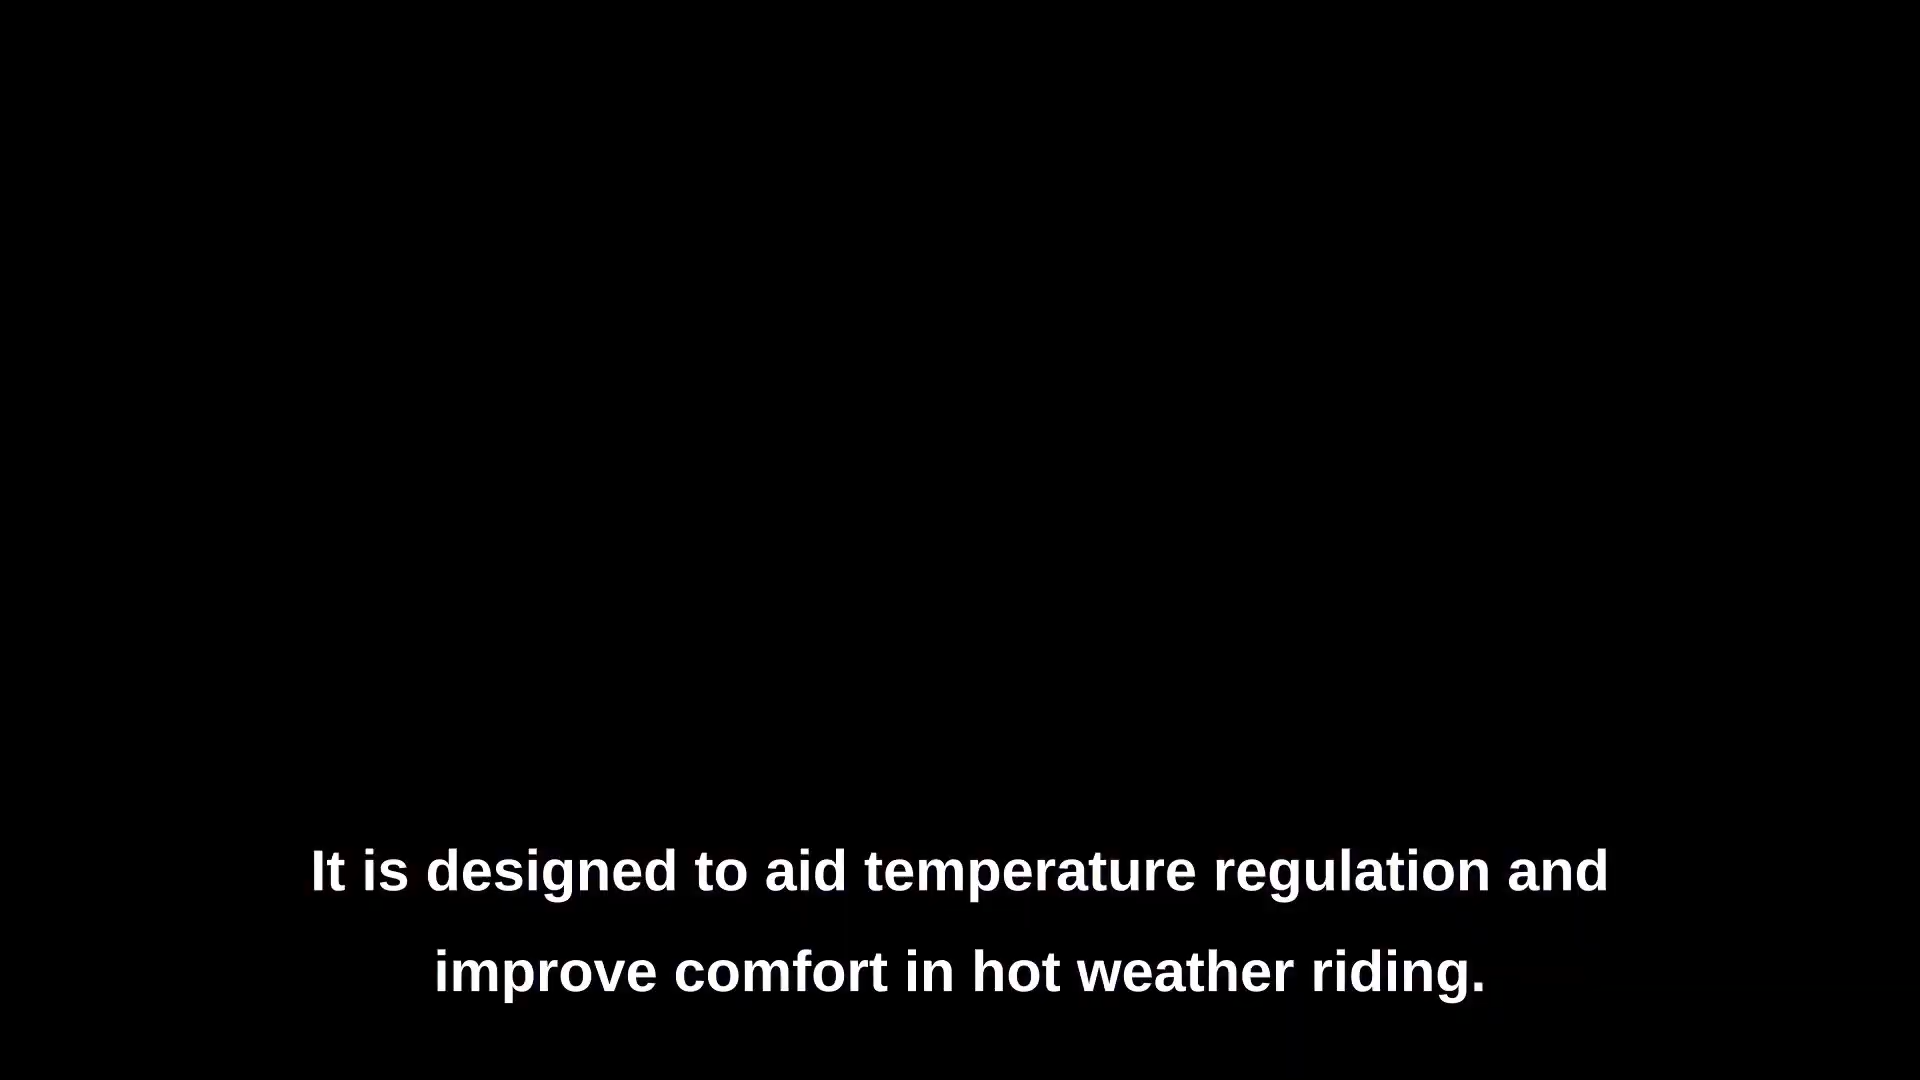 It is designed to aid temperature regulation and
improve comfort in hot weather riding.